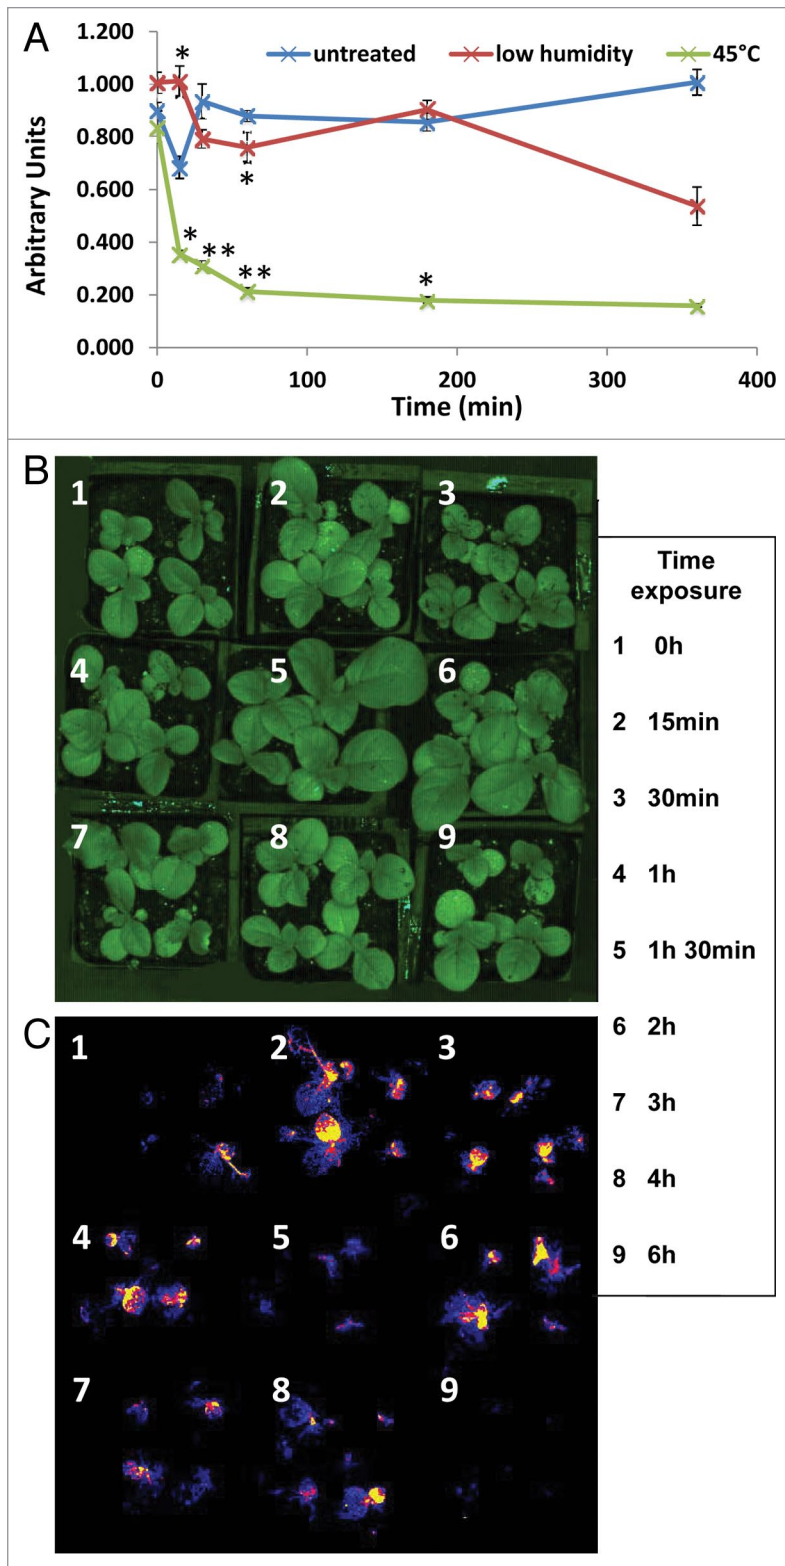 A
1.200
1.000
0.800
0.600
0.400
0.200
0.000
Arbitrary Units
untreated low humidity 45°C
*
*
*
**
**
*
0 100 200 300 400
Time (min)
B
1 2 3
4 5 6
7 8 9
Time
exposure
1 0h
2 15min
3 30min
4 1h
5 1h 30min
6 2h
7 3h
8 4h
9 6h
C
1 2 3
4 5 6
7 8 9